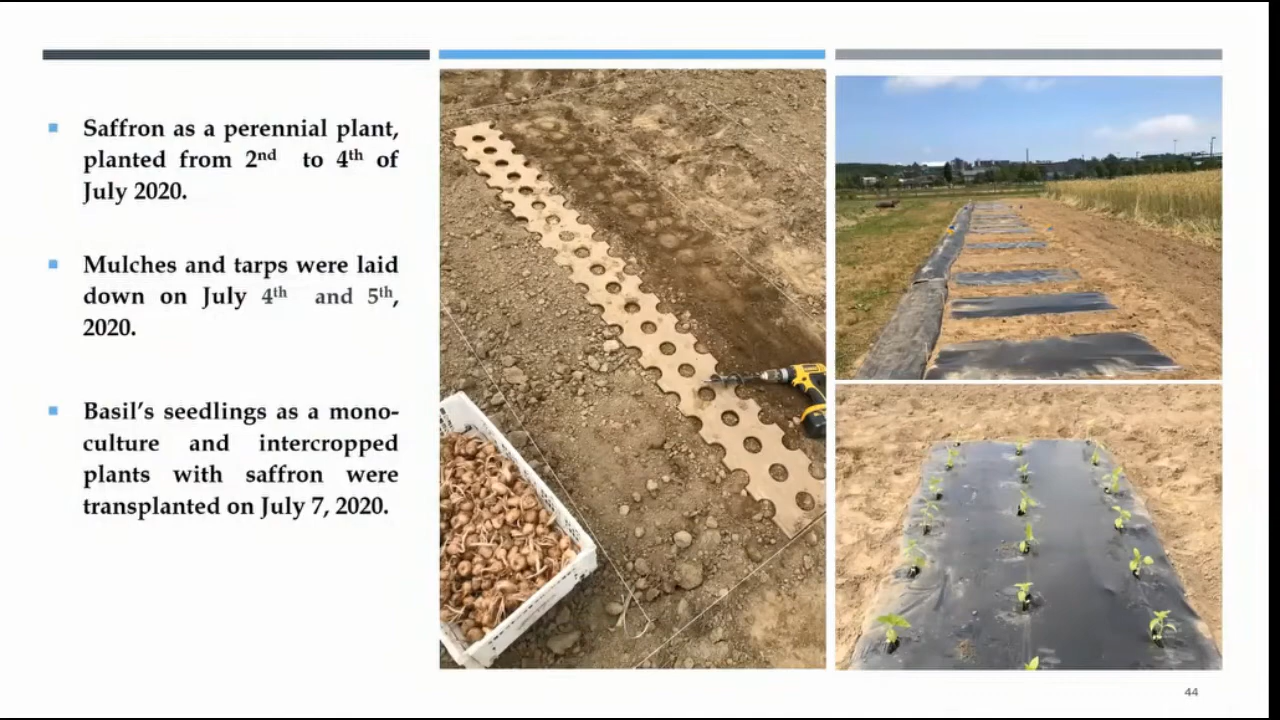 Saffron as a perennial plant,
planted from 2nd to 4th of
July 2020.
Mulches and tarps were laid
down on July 4th and 5th,
2020.
Basil's seedlings as a mono-
culture and intercropped
plants with saffron were
transplanted on July 7, 2020.
44